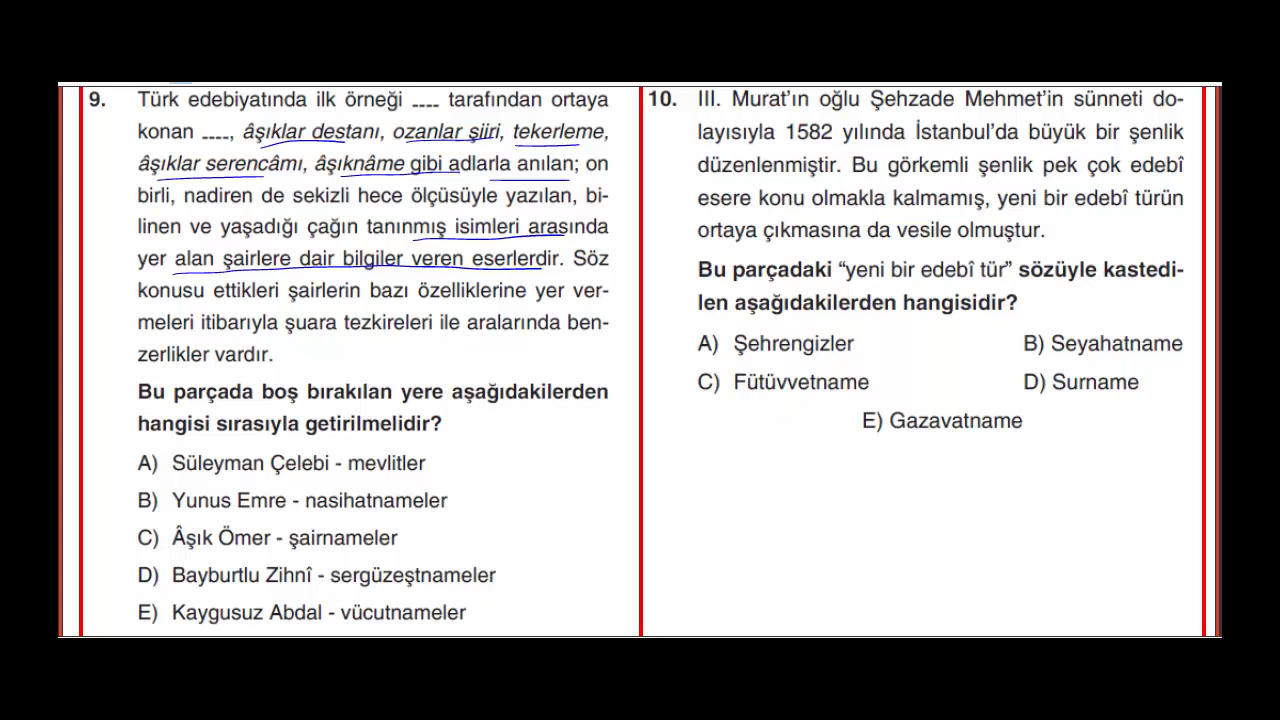 9. Türk edebiyatında ilk örneği ---- tarafından ortaya
konan ----, âşıklar destanı, ozanlar şiiri, tekerleme,
âşıklar serencâmı, âşıknâme gibi adlarla anılan; on
birli, nadiren de sekizli hece ölçüsüyle yazılan, bi-
linen ve yaşadığı çağın tanınmış isimleri arasında
yer alan şairlere dair bilgiler veren eserlerdir. Söz
konusu ettikleri şairlerin bazı özelliklerine yer ver-
meleri itibarıyla şuara tezkireleri ile aralarında ben-
zerlikler vardır.
Bu parçada boş bırakılan yere aşağıdakilerden
hangisi sırasıyla getirilmelidir?
A) Süleyman Çelebi - mevlitler
B) Yunus Emre - nasihatnameler
C) Âşık Ömer - şairnameler
D) Bayburtlu Zihnî - sergüzeştnameler
E) Kaygusuz Abdal - vücutnameler
10. III. Murat'ın oğlu Şehzade Mehmet'in sünneti do-
layısıyla 1582 yılında İstanbul'da büyük bir şenlik
düzenlenmiştir. Bu görkemli şenlik pek çok edebî
esere konu olmakla kalmamış, yeni bir edebî türün
ortaya çıkmasına da vesile olmuştur.
Bu parçadaki “yeni bir edebî tür” sözüyle kastedi-
len aşağıdakilerden hangisidir?
A) Şehrengizler B) Seyahatname
C) Fütüvvetname D) Surname
E) Gazavatname